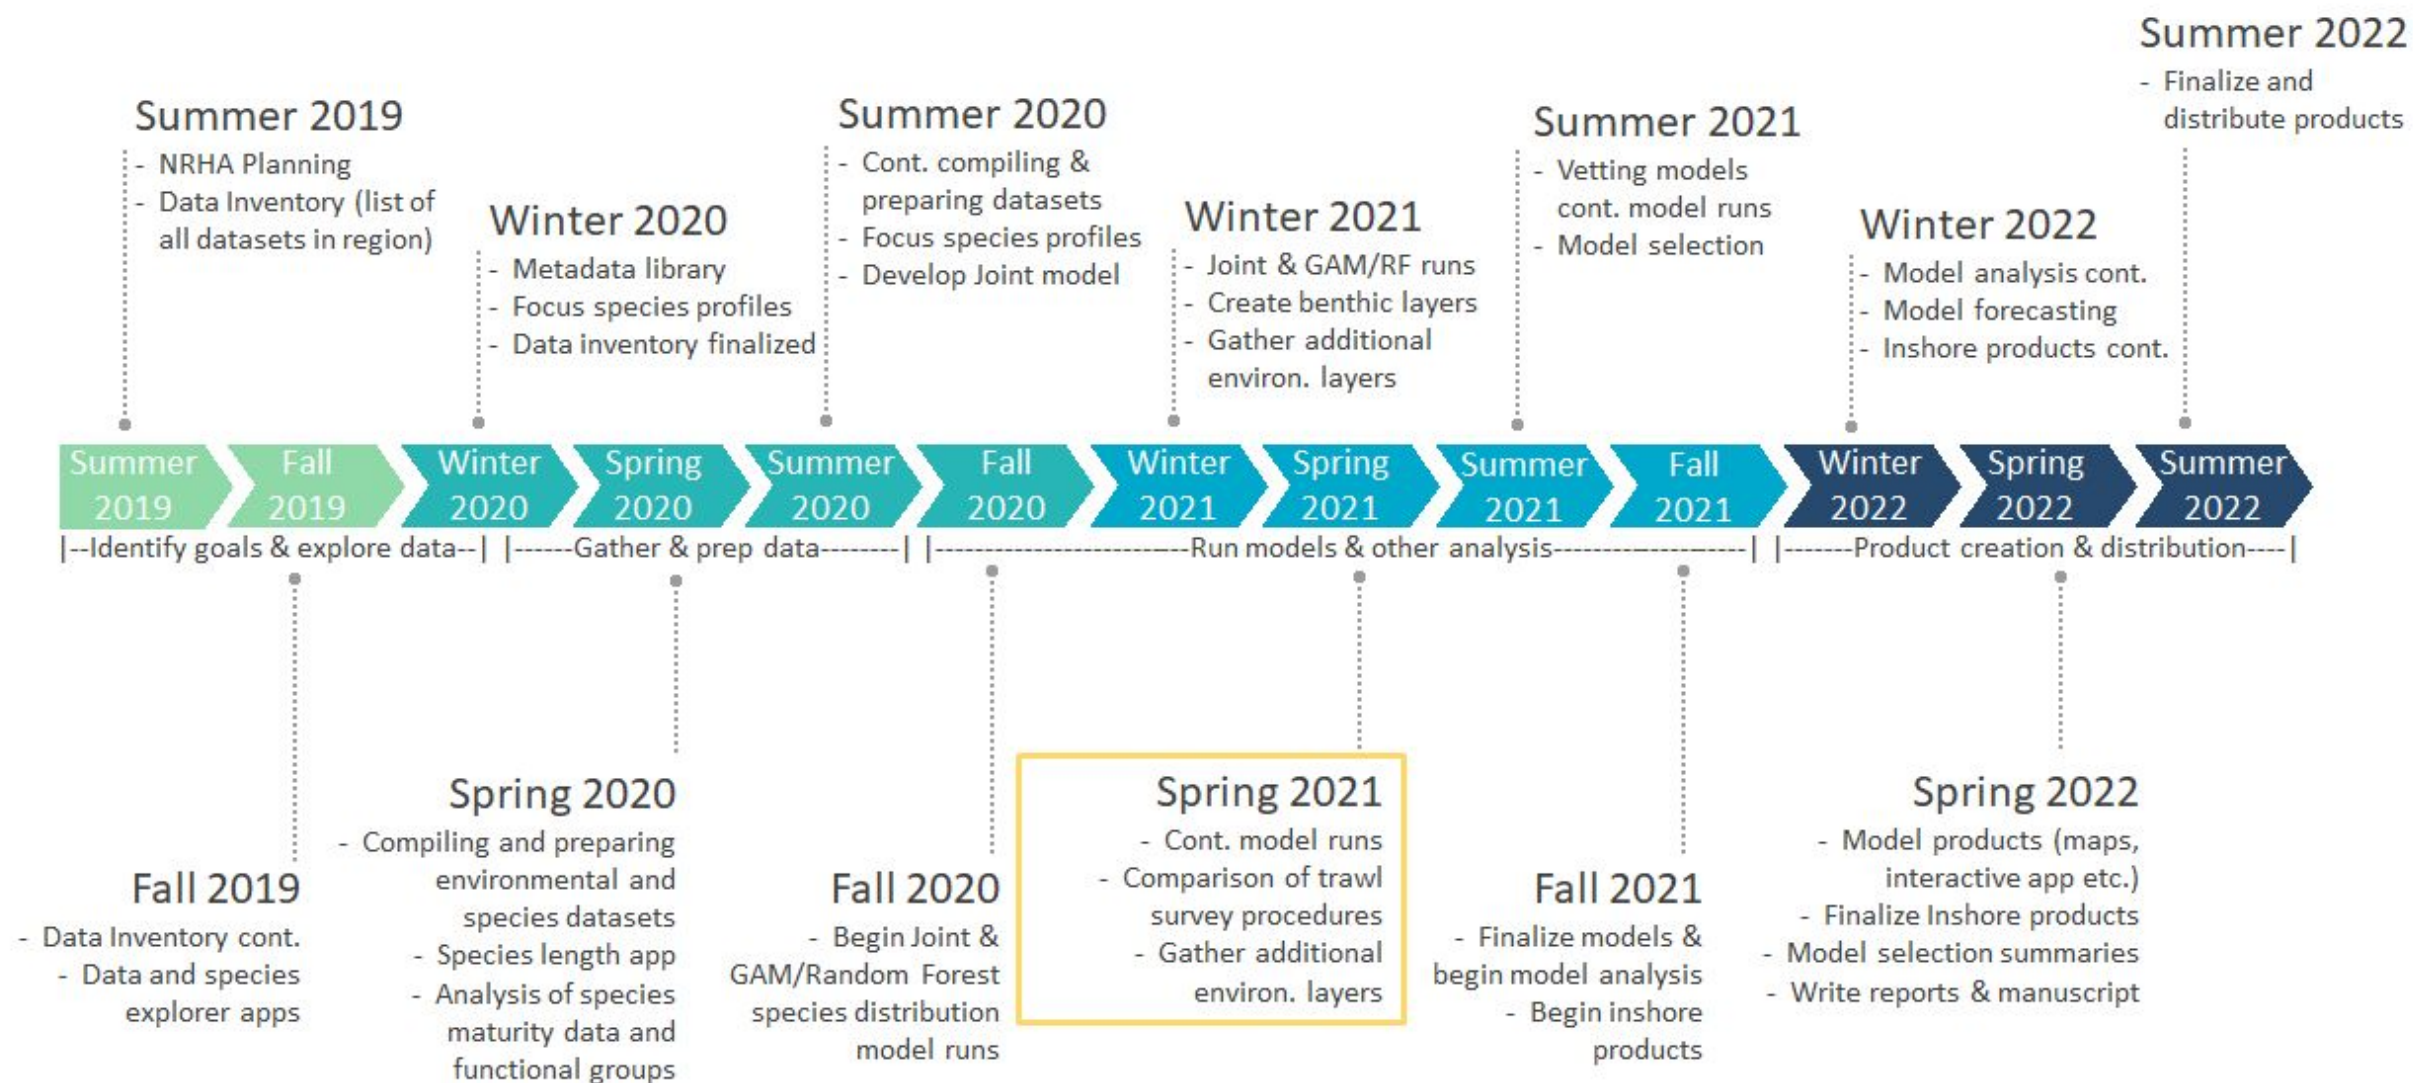 Summer 2022
- Finalize and
distribute products
Summer 2019
- NRHA Planning
- Data Inventory (list of
all datasets in region)
Winter 2020
- Metadata library
- Focus species profiles
- Data inventory finalized
Summer 2020
- Cont. compiling &
preparing datasets
- Focus species profiles
- Develop Joint model
Winter 2021
- Joint & GAM/RF runs
- Create benthic layers
- Gather additional
environ. layers
Summer 2021
- Vetting models
cont. model runs
- Model selection
Winter 2022
- Model analysis cont.
- Model forecasting
- Inshore products cont.
Summer
2019
Fall
2019
Winter
2020
Spring
2020
Summer
2020
Fall
2020
Winter
2021
Spring
2021
Summer
2021
Fall
2021
Winter
2022
Spring
2022
Summer
2022
|--Identify goals & explore data--|
|------Gather & prep data--------|
|------------------------Run models & other analysis------------------|
|-------Product creation & distribution----|
Fall 2019
- Data Inventory cont.
- Data and species
explorer apps
Spring 2020
- Compiling and preparing
environmental and
species datasets
- Species length app
- Analysis of species
maturity data and
functional groups
Fall 2020
- Begin Joint &
GAM/Random Forest
species distribution
model runs
Spring 2021
- Cont. model runs
- Comparison of trawl
survey procedures
- Gather additional
environ. layers
Fall 2021
- Finalize models &
begin model analysis
- Begin inshore
products
Spring 2022
- Model products (maps,
interactive app etc.)
- Finalize Inshore products
- Model selection summaries
- Write reports & manuscript